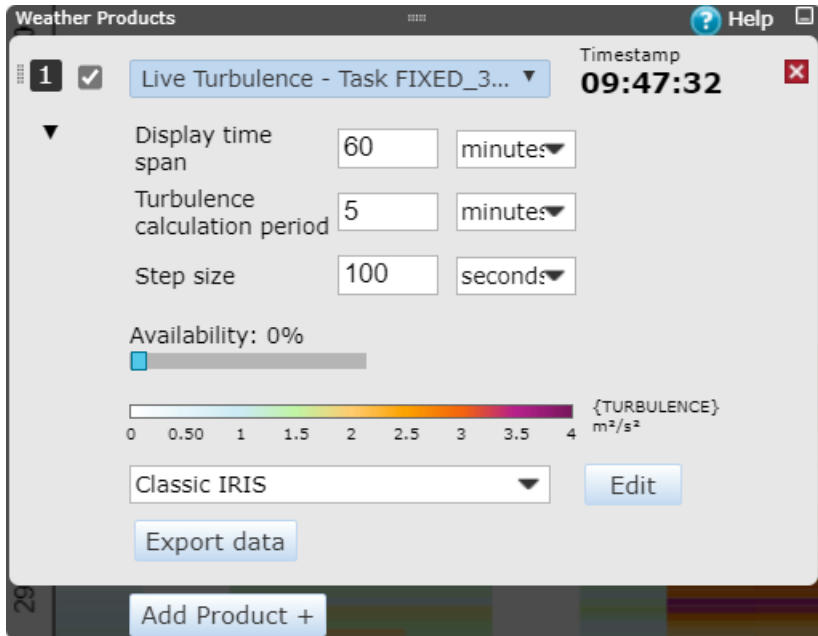 Weather Products
Help
1
Live Turbulence - Task FIXED_3...
Timestamp
09:47:32
Display time span
60
minutes
Turbulence calculation period
5
minutes
Step size
100
seconds
Availability: 0%
{TURBULENCE}
m²/s²
0 0.50 1 1.5 2 2.5 3 3.5 4
Classic IRIS
Edit
Export data
29
Add Product +